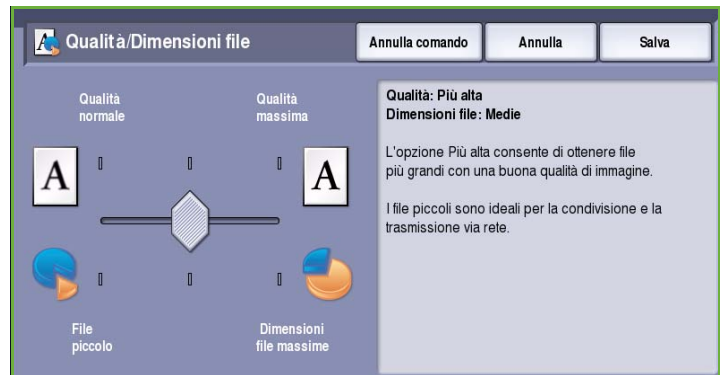 Qualità/Dimensioni file
Annulla comando
Annulla
Salva
Qualità
normale
Qualità
massima
A
A
File
piccolo
Dimensioni
file massime
Qualità: Più alta
Dimensioni file: Medie
L'opzione Più alta consente di ottenere file
più grandi con una buona qualità di immagine.
I file piccoli sono ideali per la condivisione e la
trasmissione via rete.